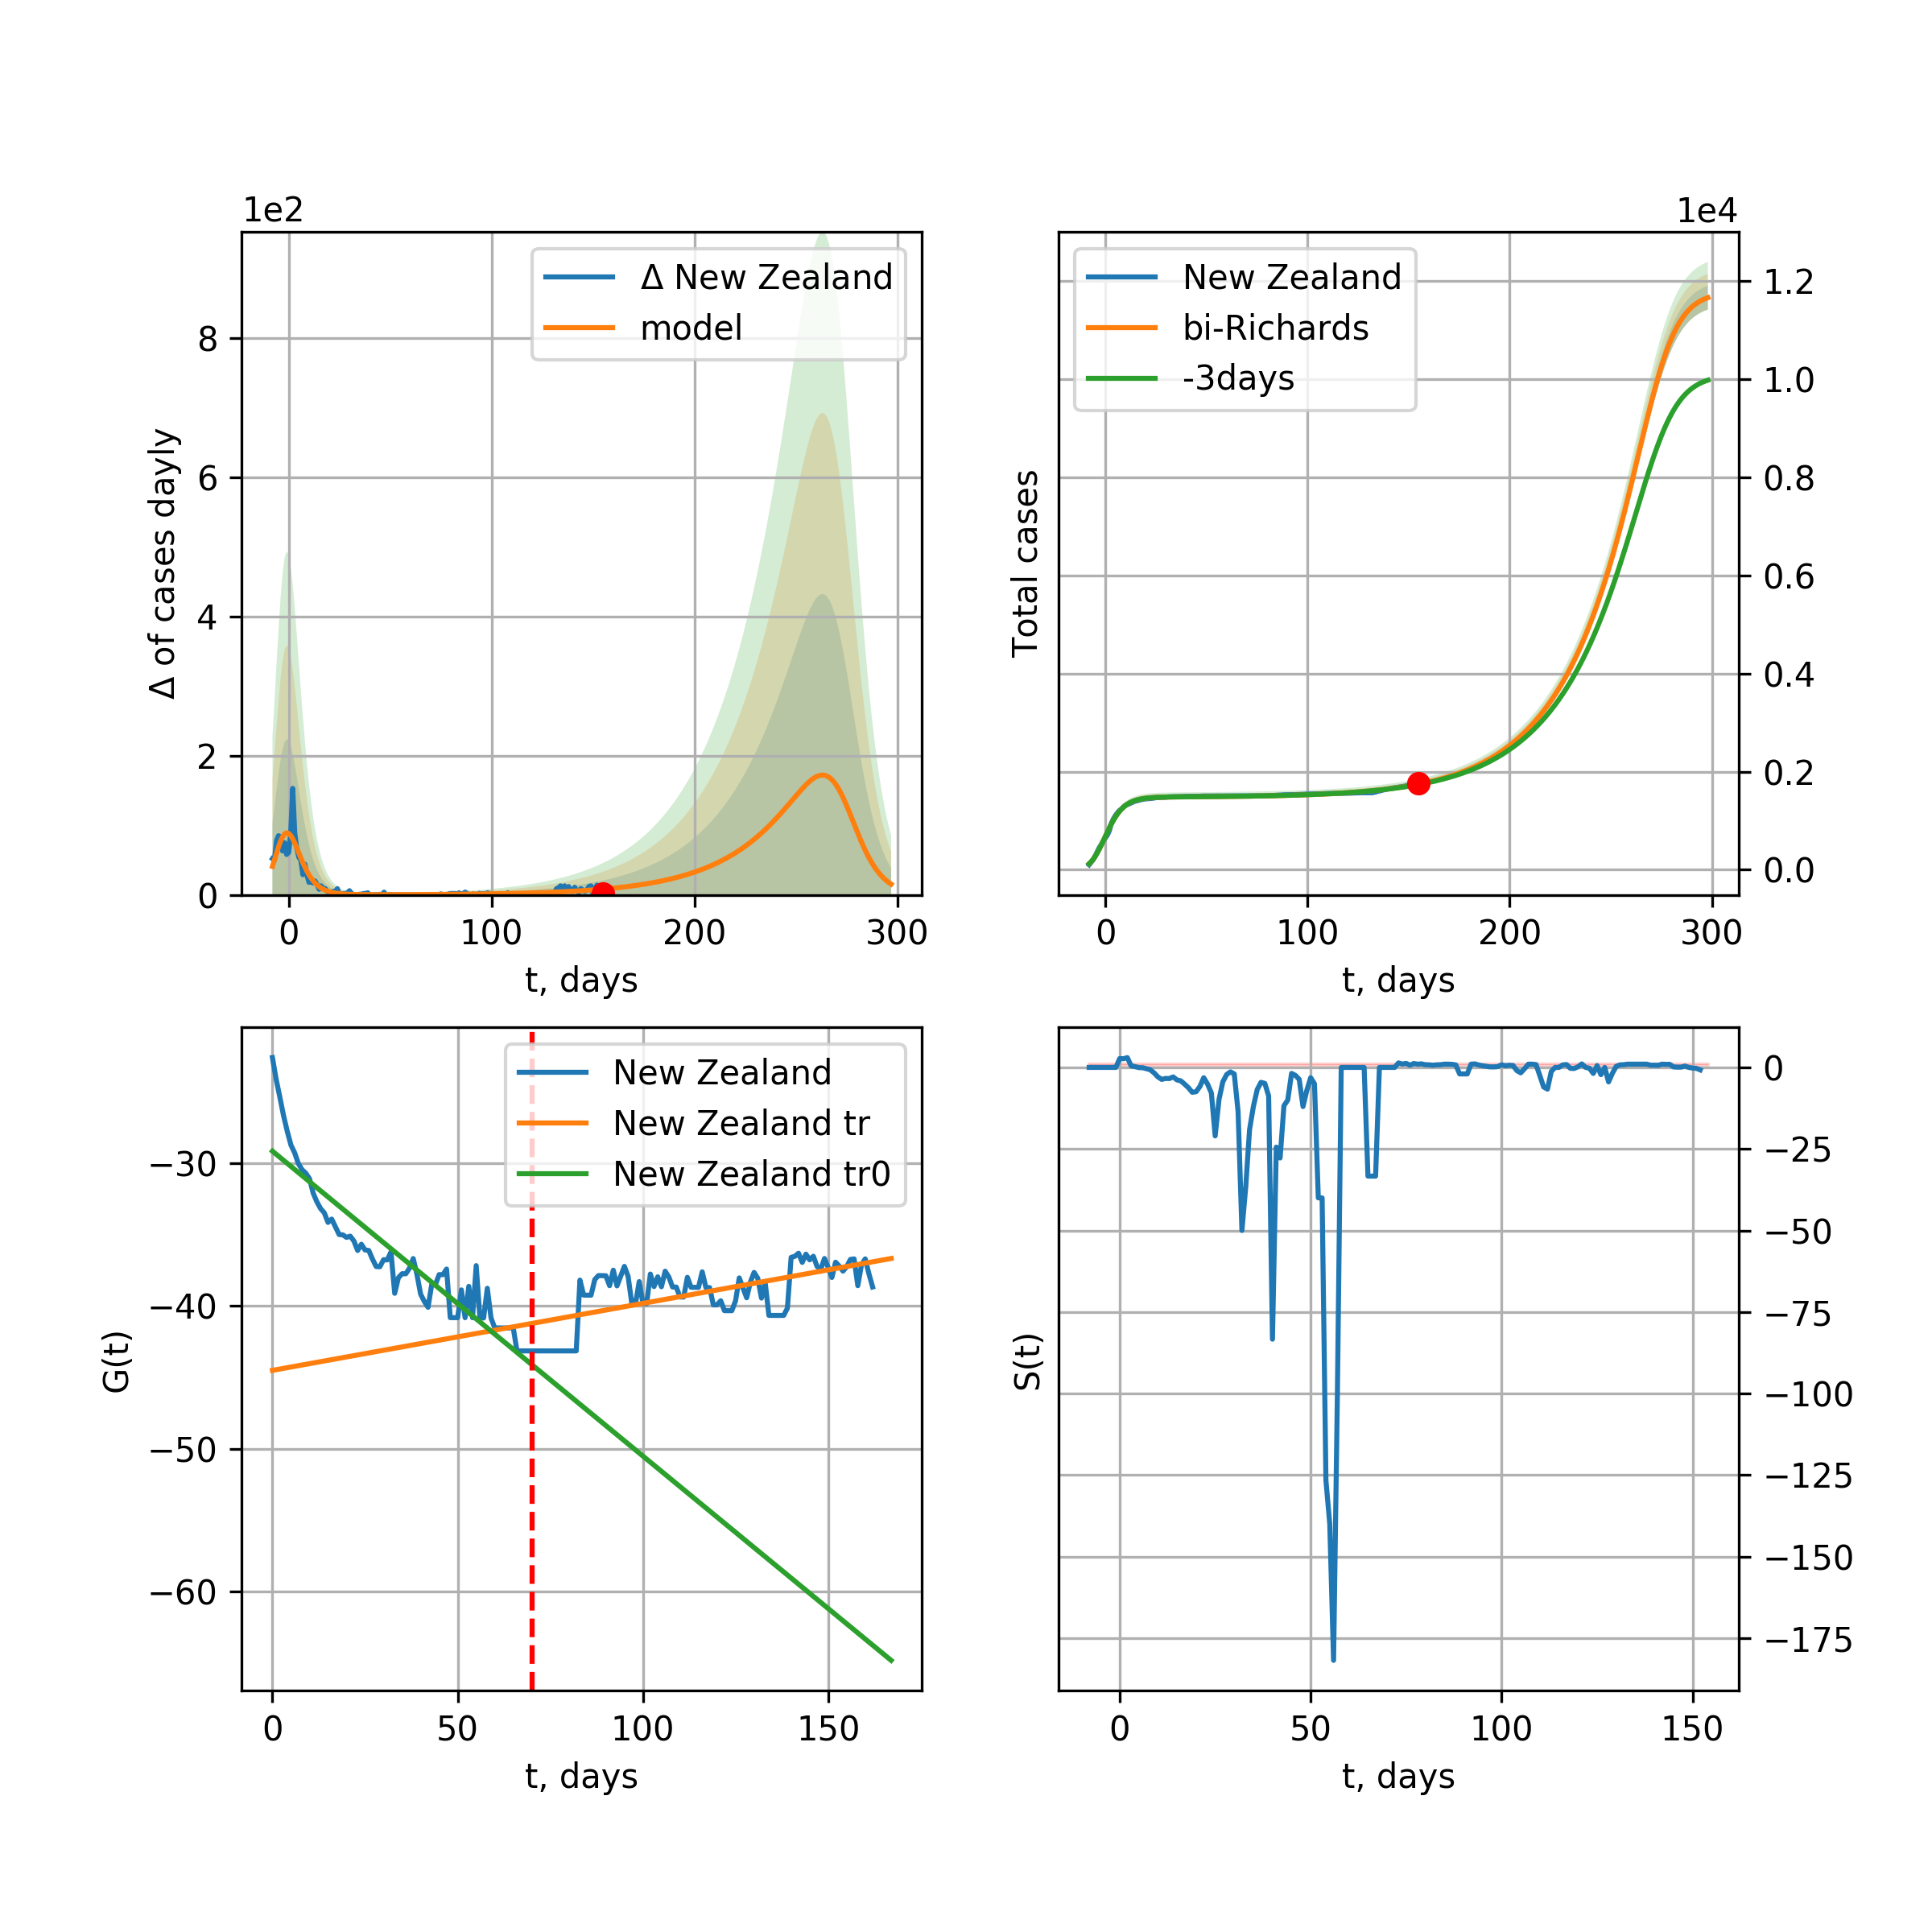 1e2
Δ New Zealand
model
8
6
4
2
0
Δ of cases dayly
0 100 200 300
t, days
1e4
New Zealand
bi-Richards
-3days
1.2
1.0
0.8
0.6
0.4
0.2
0.0
Total cases
0 100 200 300
t, days
New Zealand
New Zealand tr
New Zealand tr0
−30
−40
−50
−60
G(t)
0 50 100 150
t, days
0
−25
−50
−75
−100
−125
−150
−175
S(t)
0 50 100 150
t, days